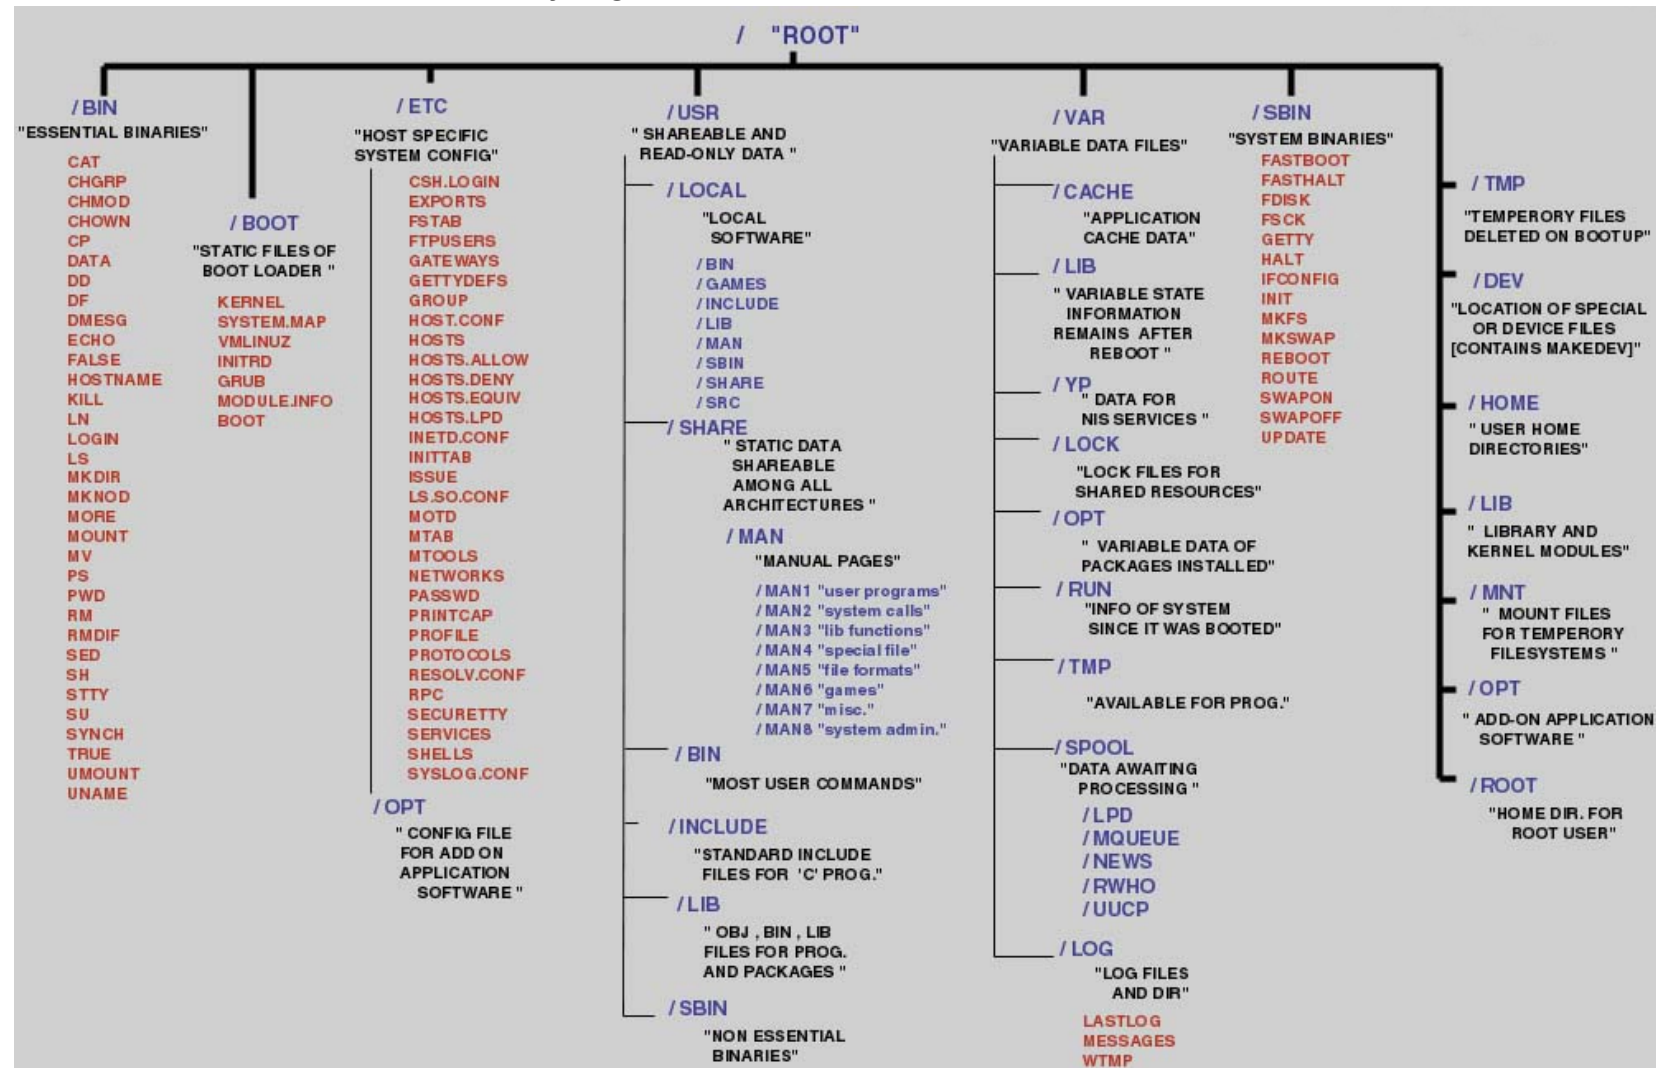 / "ROOT"
/BIN
"ESSENTIAL BINARIES"
CAT
CHGRP
CHMOD
CHOWN
CP
DATA
DD
DF
DMESG
ECHO
FALSE
HOSTNAME
KILL
LN
LOGIN
LS
MKDIR
MKNOD
MORE
MOUNT
MV
PS
PWD
RM
RMDIF
SED
SH
STTY
SU
SYNCH
TRUE
UMOUNT
UNAME
/BOOT
"STATIC FILES OF
BOOT LOADER "
KERNEL
SYSTEM.MAP
VMLINUZ
INITRD
GRUB
MODULE.INFO
BOOT
/ETC
"HOST SPECIFIC
SYSTEM CONFIG"
CSH.LOGIN
EXPORTS
FSTAB
FTPUSERS
GATEWAYS
GETTYDEFS
GROUP
HOST.CONF
HOSTS
HOSTS.ALLOW
HOSTS.DENY
HOSTS.EQUIV
HOSTS.LPD
INETD.CONF
INITTAB
ISSUE
LS.SO.CONF
MOTD
MTAB
MTOOLS
NETWORKS
PASSWD
PRINTCAP
PROFILE
PROTOCOLS
RESOLV.CONF
RPC
SECURETTY
SERVICES
SHELLS
SYSLOG.CONF
/OPT
" CONFIG FILE
FOR ADD ON
APPLICATION
SOFTWARE "
/USR
" SHAREABLE AND
READ-ONLY DATA "
/LOCAL
"LOCAL
SOFTWARE"
/BIN
/GAMES
/INCLUDE
/LIB
/MAN
/SBIN
/SHARE
/SRC
/SHARE
" STATIC DATA
SHAREABLE
AMONG ALL
ARCHITECTURES "
/MAN
"MANUAL PAGES"
/MAN1 "user programs"
/MAN2 "system calls"
/MAN3 "lib functions"
/MAN4 "special file"
/MAN5 "file formats"
/MAN6 "games"
/MAN7 "misc."
/MAN8 "system admin."
/BIN
"MOST USER COMMANDS"
/INCLUDE
"STANDARD INCLUDE
FILES FOR 'C' PROG."
/LIB
" OBJ , BIN , LIB
FILES FOR PROG.
AND PACKAGES "
/SBIN
"NON ESSENTIAL
BINARIES"
/VAR
"VARIABLE DATA FILES"
/CACHE
"APPLICATION
CACHE DATA"
/LIB
" VARIABLE STATE
INFORMATION
REMAINS AFTER
REBOOT "
/YP
" DATA FOR
NIS SERVICES "
/LOCK
"LOCK FILES FOR
SHARED RESOURCES"
/OPT
" VARIABLE DATA OF
PACKAGES INSTALLED"
/RUN
"INFO OF SYSTEM
SINCE IT WAS BOOTED"
/TMP
"AVAILABLE FOR PROG."
/SPOOL
"DATA AWAITING
PROCESSING "
/LPD
/MQUEUE
/NEWS
/RWHO
/UUCP
/LOG
"LOG FILES
AND DIR"
LASTLOG
MESSAGES
WTMP
/SBIN
"SYSTEM BINARIES"
FASTBOOT
FASTHALT
FDISK
FSCK
GETTY
HALT
IFCONFIG
INIT
MKFS
MKSWAP
REBOOT
ROUTE
SWAPON
SWAPOFF
UPDATE
/TMP
"TEMPERORY FILES
DELETED ON BOOTUP"
/DEV
"LOCATION OF SPECIAL
OR DEVICE FILES
[CONTAINS MAKEDEV]"
/HOME
" USER HOME
DIRECTORIES"
/LIB
" LIBRARY AND
KERNEL MODULES"
/MNT
" MOUNT FILES
FOR TEMPERORY
FILESYSTEMS "
/OPT
" ADD-ON APPLICATION
SOFTWARE "
/ROOT
"HOME DIR. FOR
ROOT USER"